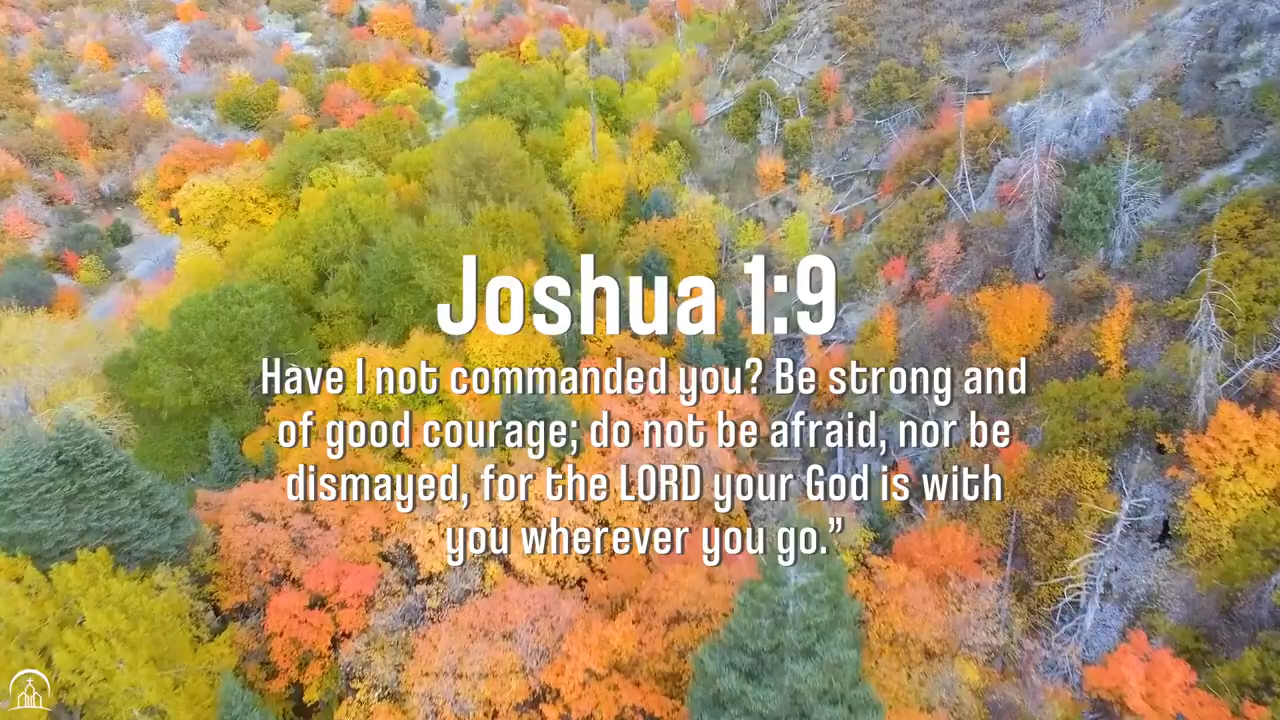 Joshua 1:9
Have I not commanded you? Be strong and
of good courage; do not be afraid, nor be
dismayed, for the LORD your God is with
you wherever you go.”